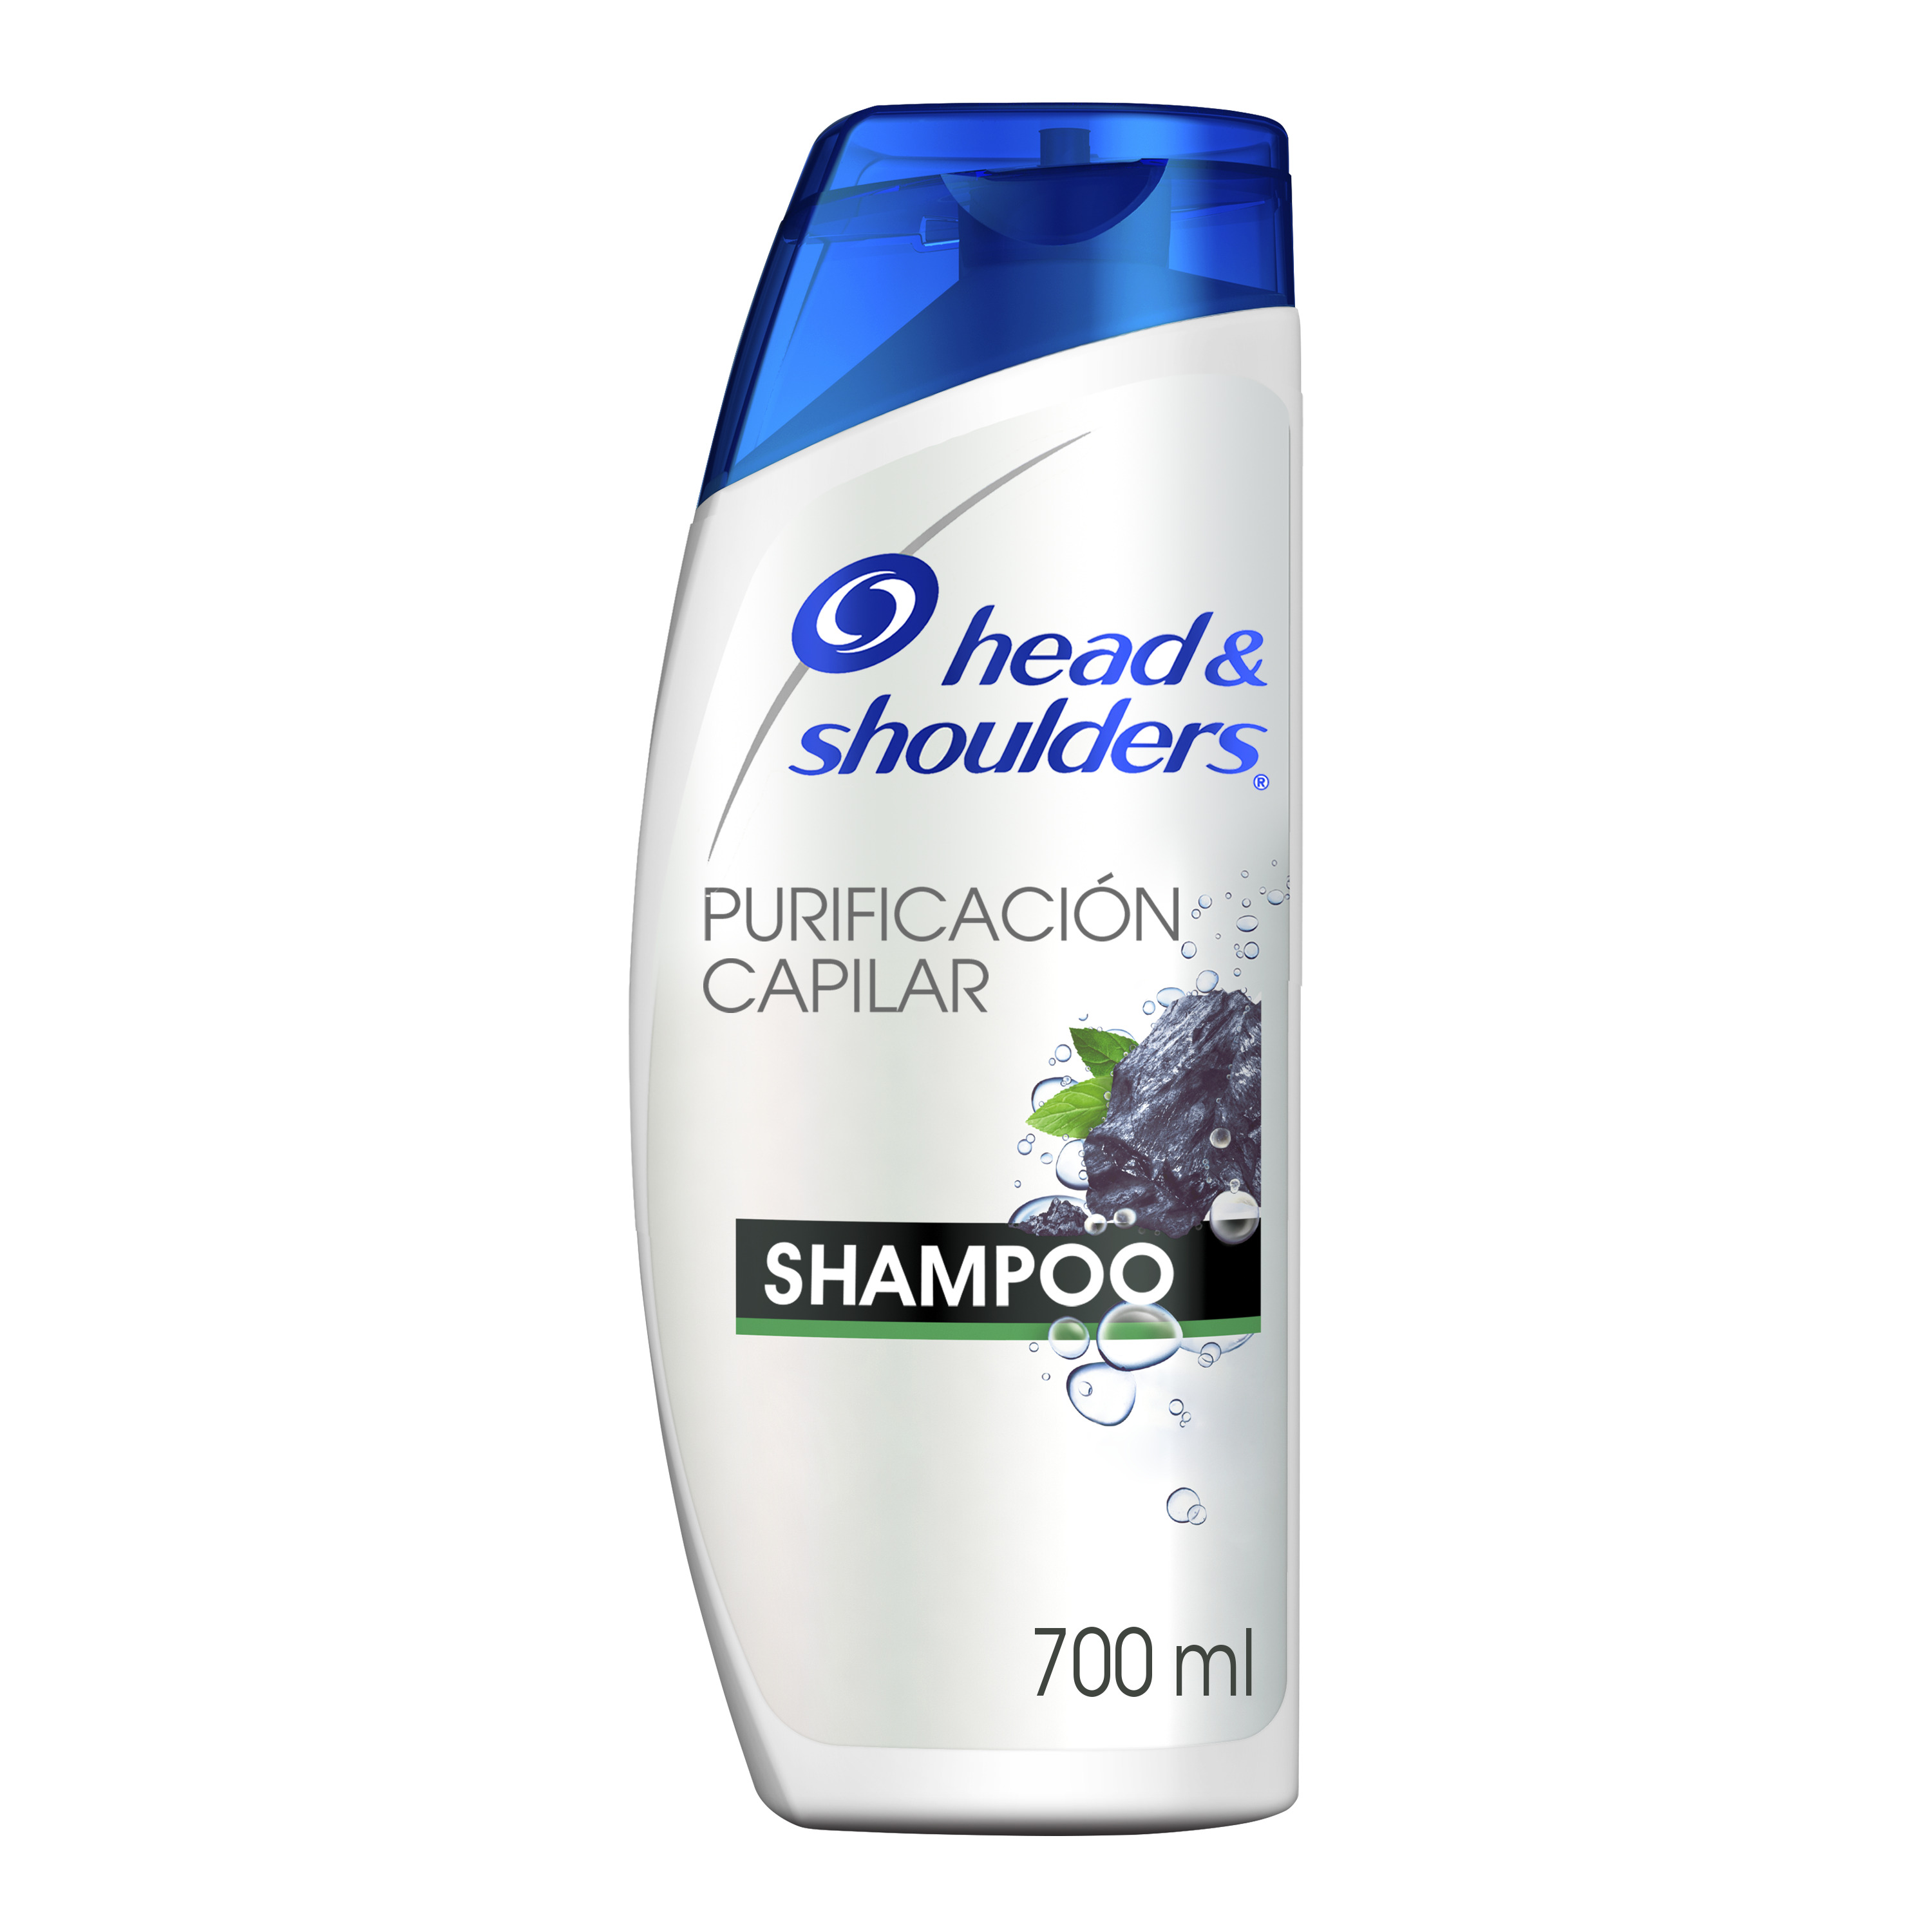 head &
shoulders®
PURIFICACIÓN
CAPILAR
SHAMPOO
700 ml